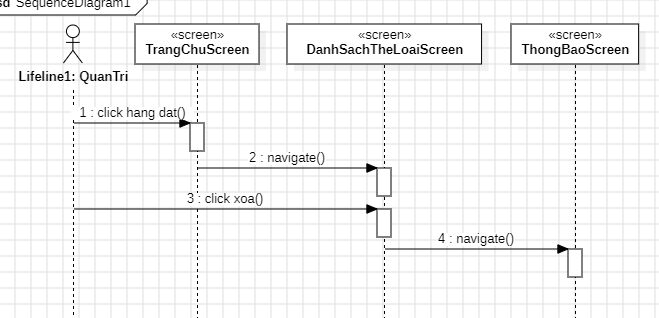 sd SequenceDiagram1
«screen»
TrangChuScreen
«screen»
DanhSachTheLoaiScreen
«screen»
ThongBaoScreen
Lifeline1: QuanTri
1 : click hang dat()
2 : navigate()
3 : click xoa()
4 : navigate()